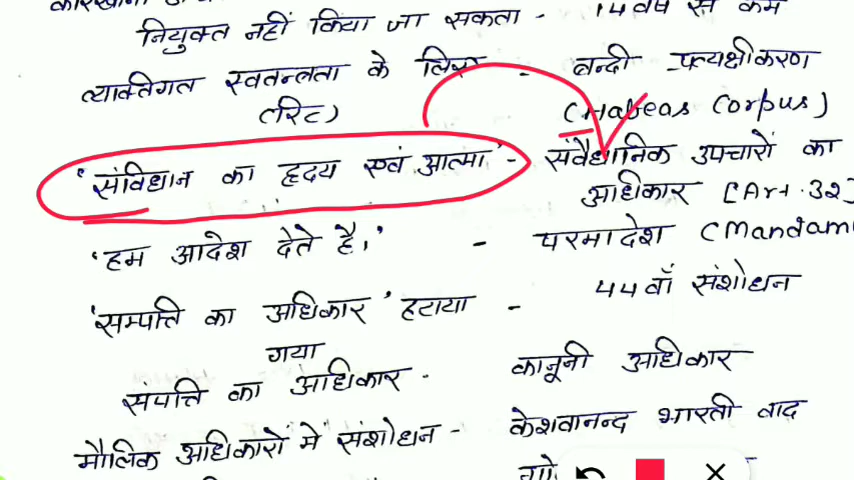 नियुक्त नहीं किया जा सकता - 14 वर्ष से कम
व्यक्तिगत स्वतन्त्रता के लिए - बन्दी प्रत्यक्षीकरण
(रिट) (Habeas Corpus)
'संविधान का हृदय एवं आत्मा' - संवैधानिक उपचारों का
अधिकार [Art. 32]
'हम आदेश देते है।' - परमादेश (Mandam
'सम्पत्ति का अधिकार' हटाया - 44वाँ संशोधन
गया
संपत्ति का अधिकार - कानूनी अधिकार
मौलिक अधिकारों में संशोधन - केशवानन्द भारती वाद